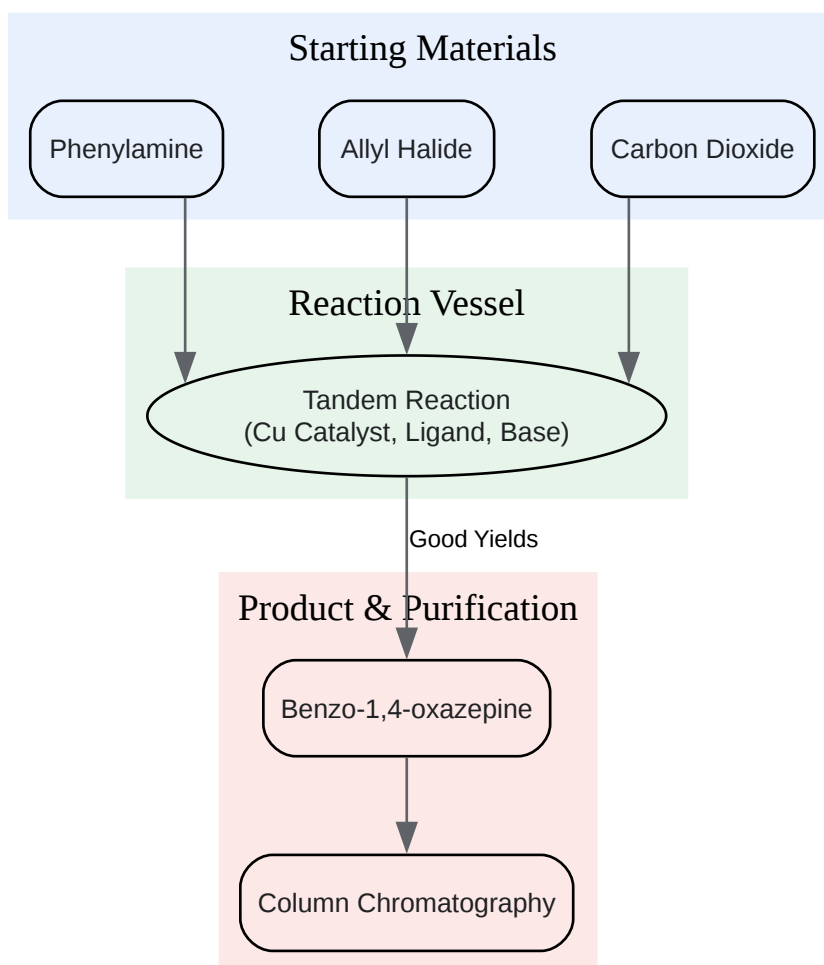 Starting Materials
Phenylamine
Allyl Halide
Carbon Dioxide
Reaction Vessel
Tandem Reaction
(Cu Catalyst, Ligand, Base)
Good Yields
Product & Purification
Benzo-1,4-oxazepine
Column Chromatography